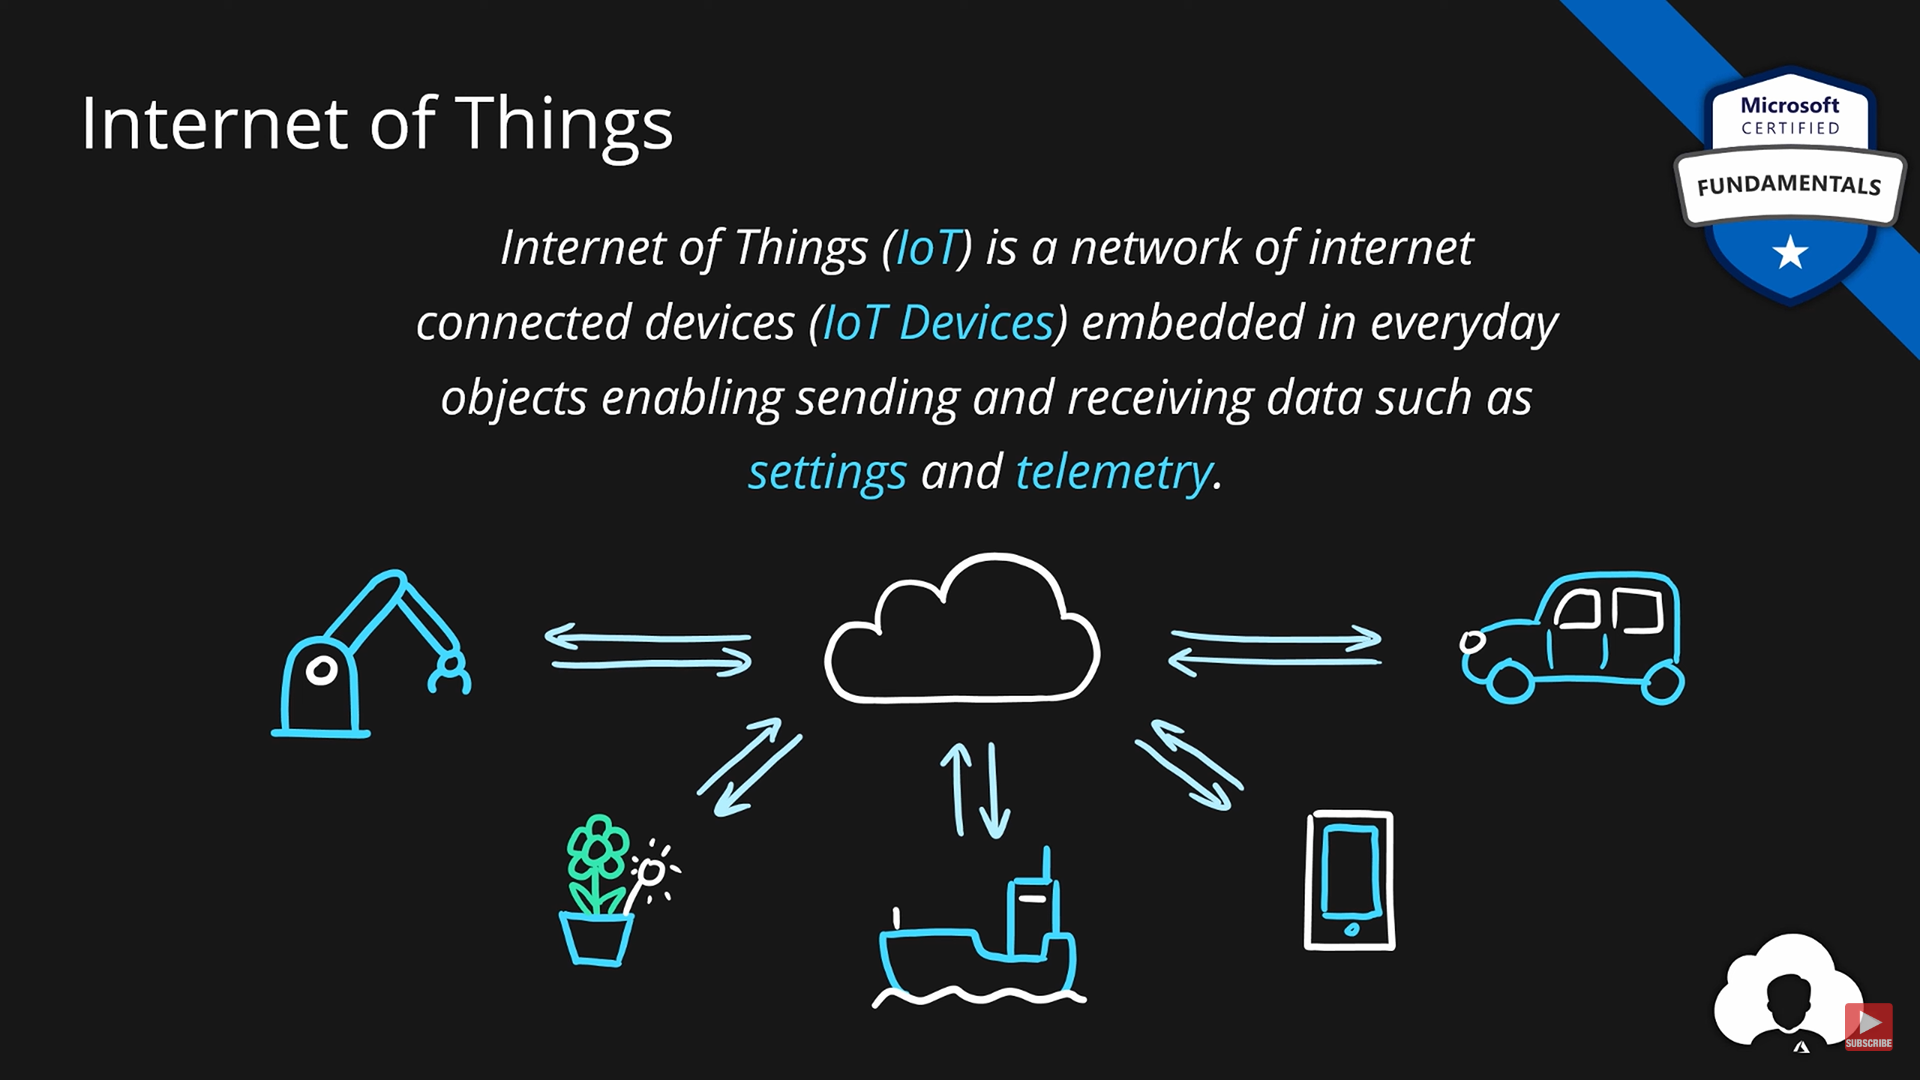 Internet of Things
Microsoft
CERTIFIED
FUNDAMENTALS
Internet of Things (IoT) is a network of internet
connected devices (IoT Devices) embedded in everyday
objects enabling sending and receiving data such as
settings and telemetry.
SUBSCRIBE